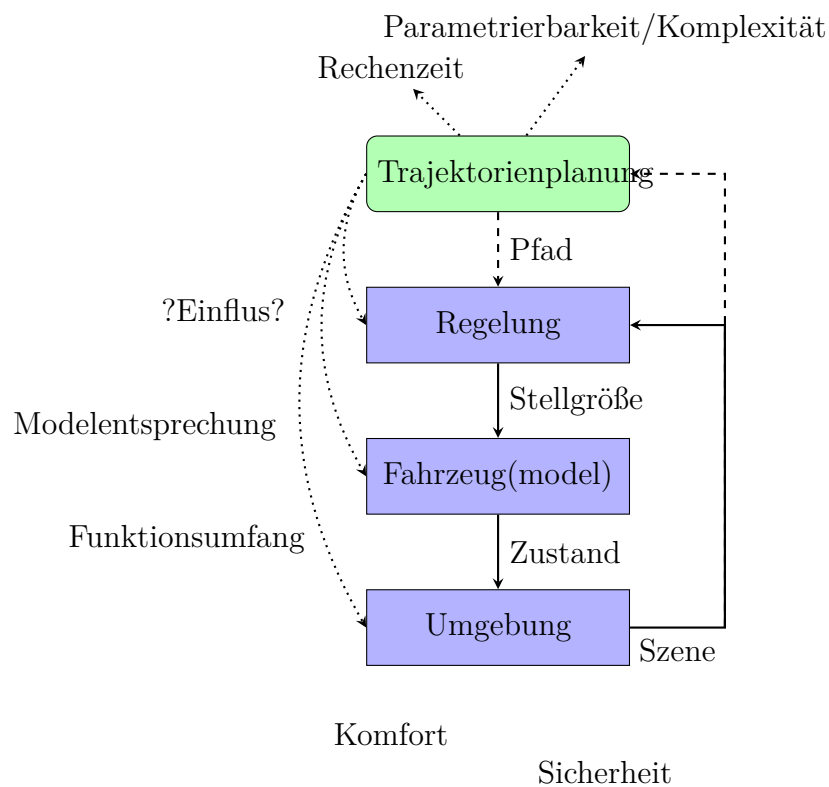 Parametrierbarkeit/Komplexität
Rechenzeit
Trajektorienplanung
Pfad
?Einflus?
Regelung
Stellgröße
Modelentsprechung
Fahrzeug(model)
Funktionsumfang
Zustand
Umgebung
Szene
Komfort
Sicherheit